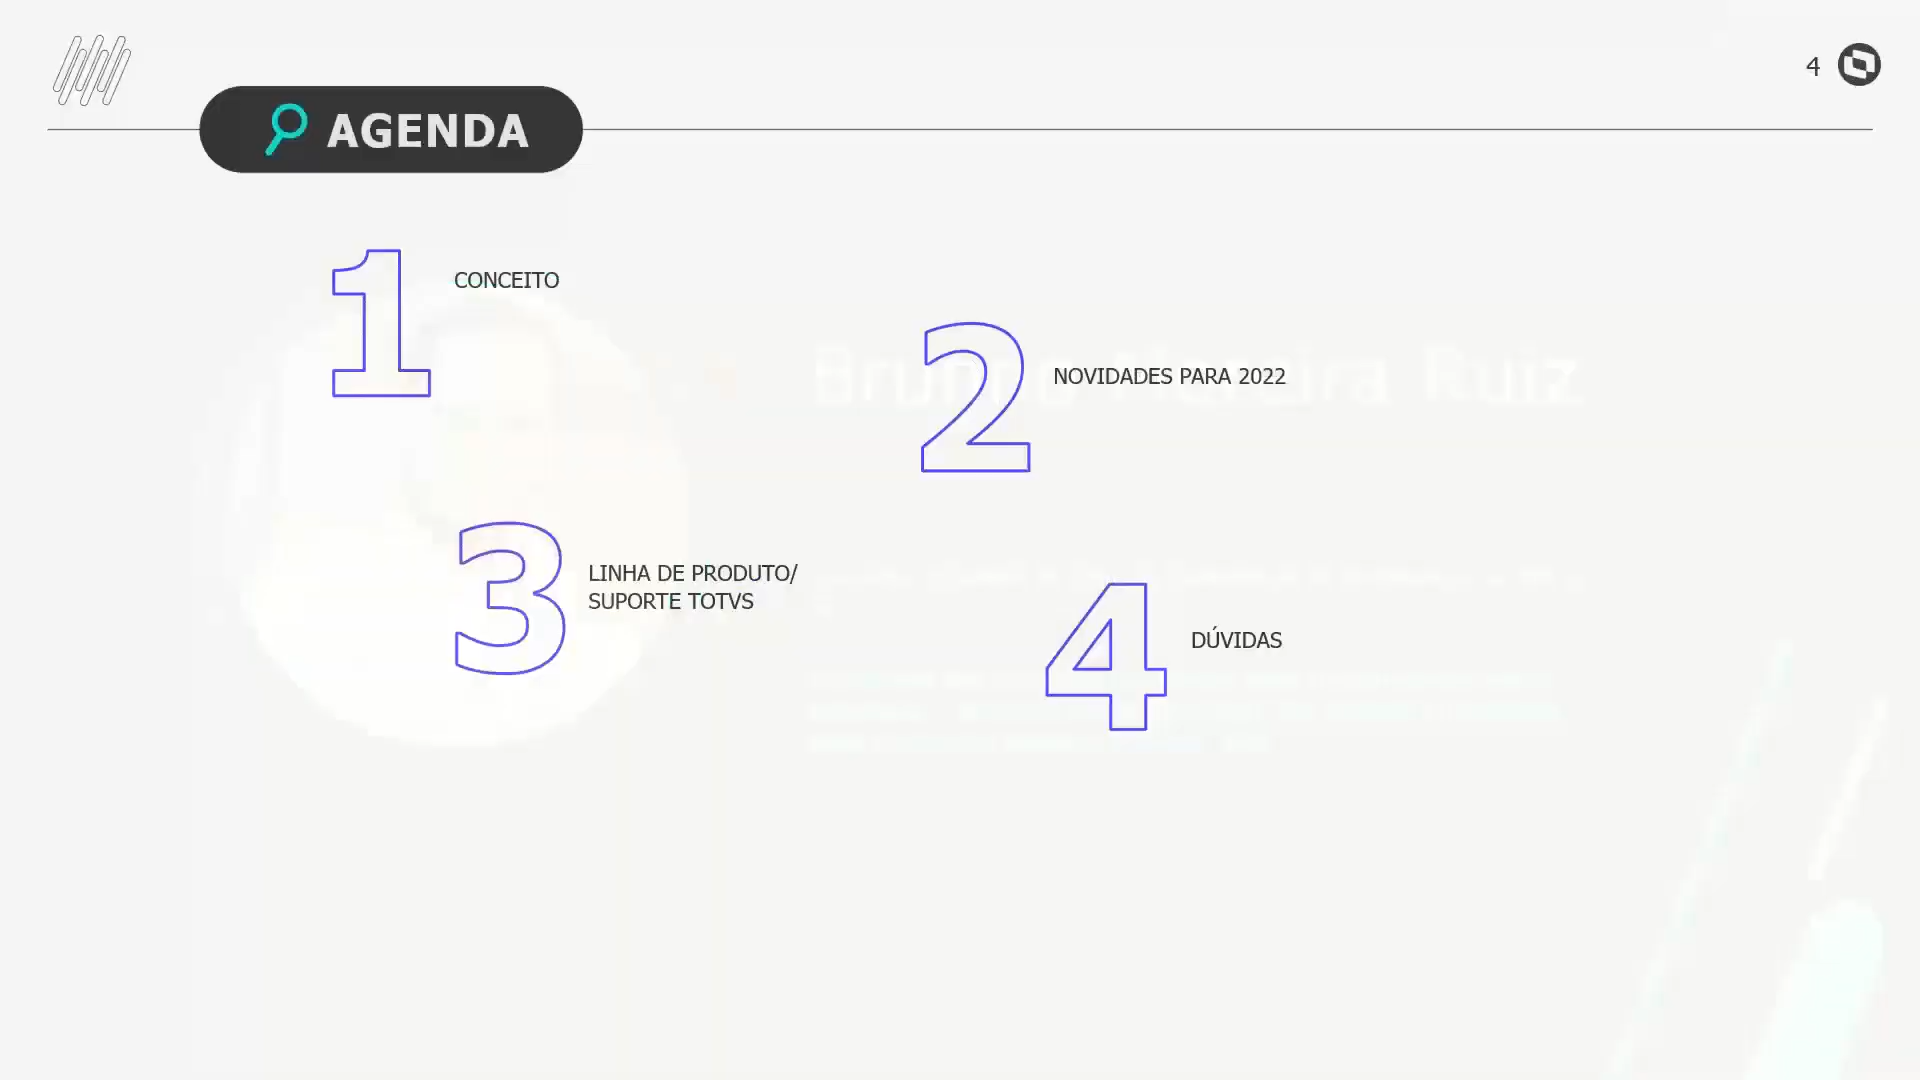 4
AGENDA
1
CONCEITO
2
NOVIDADES PARA 2022
3
LINHA DE PRODUTO/
SUPORTE TOTVS
4
DÚVIDAS